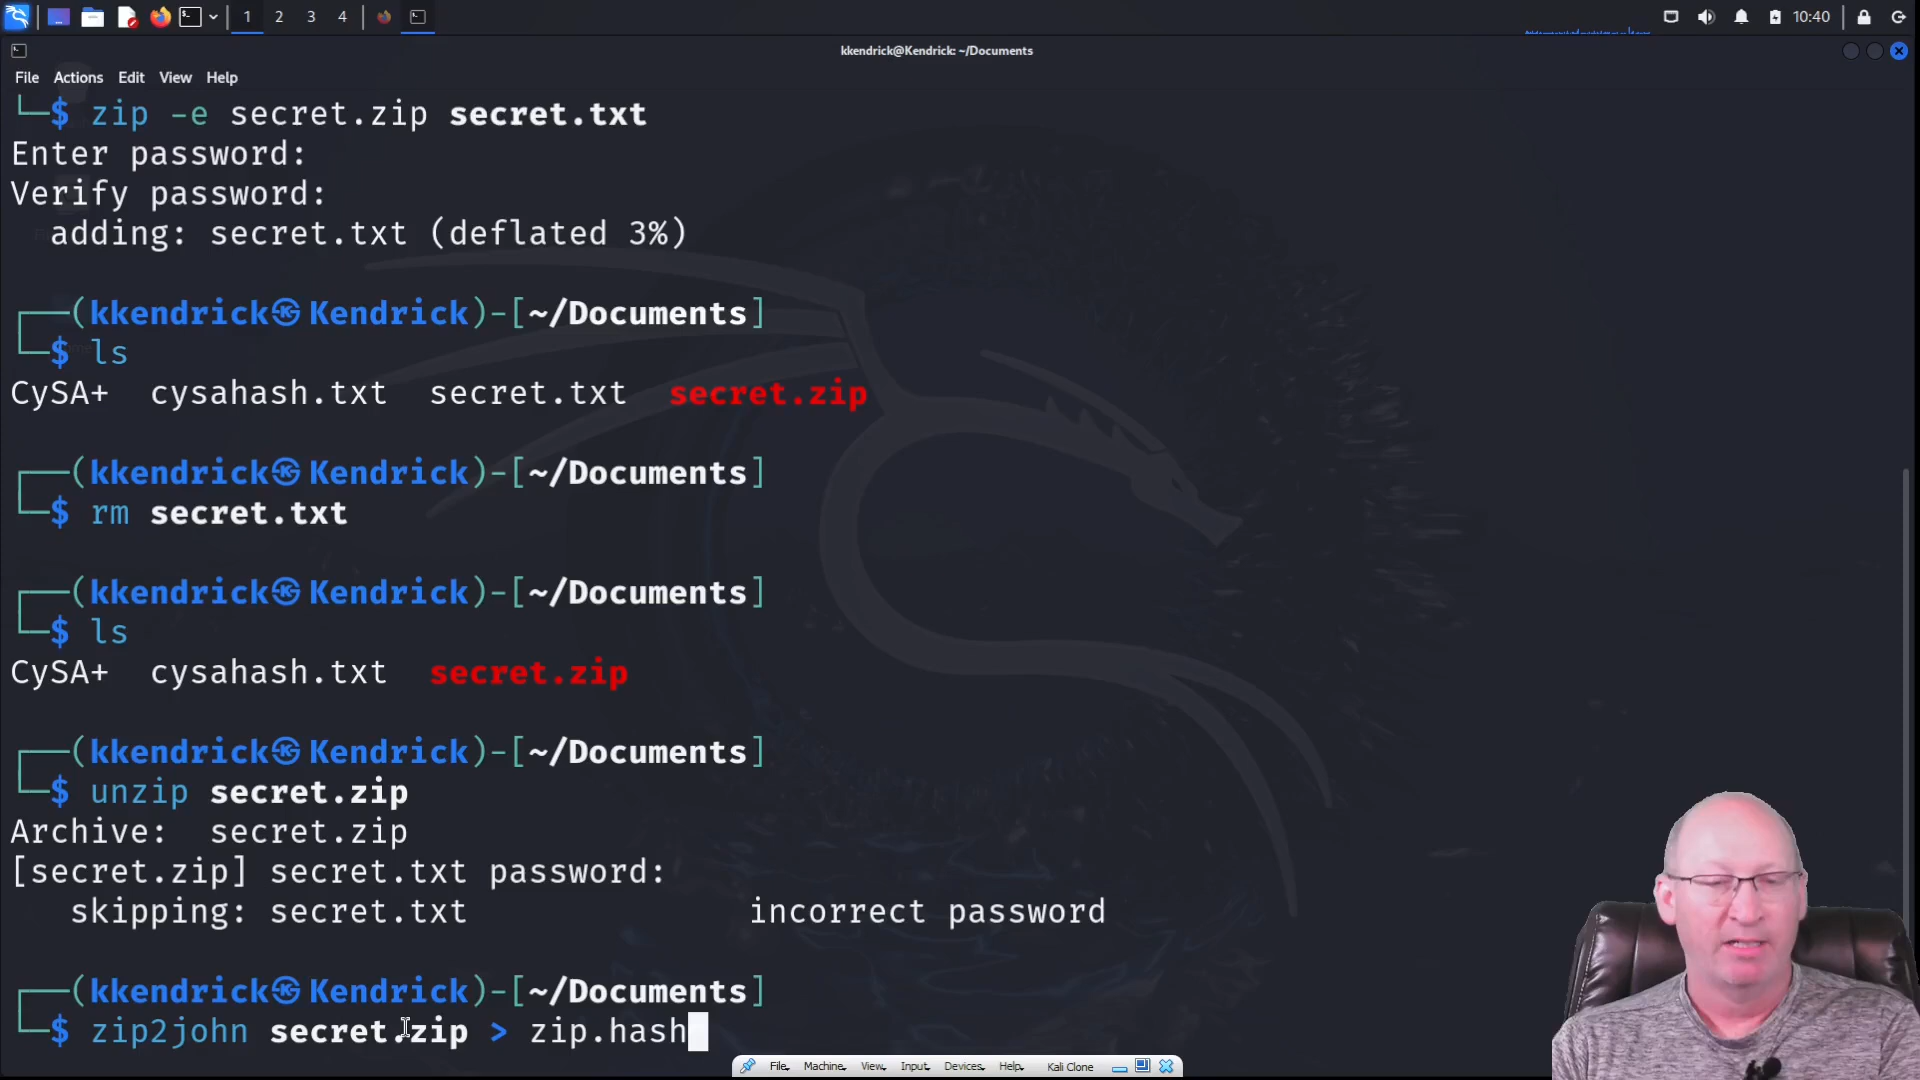 1 2 3 4 10:40
kkendrick@Kendrick: ~/Documents
File Actions Edit View Help
└─$ zip -e secret.zip secret.txt
Enter password:
Verify password:
adding: secret.txt (deflated 3%)
┌──(kkendrick㉿Kendrick)-[~/Documents]
└─$ ls
CySA+ cysahash.txt secret.txt secret.zip
┌──(kkendrick㉿Kendrick)-[~/Documents]
└─$ rm secret.txt
┌──(kkendrick㉿Kendrick)-[~/Documents]
└─$ ls
CySA+ cysahash.txt secret.zip
┌──(kkendrick㉿Kendrick)-[~/Documents]
└─$ unzip secret.zip
Archive: secret.zip
[secret.zip] secret.txt password:
skipping: secret.txt incorrect password
┌──(kkendrick㉿Kendrick)-[~/Documents]
└─$ zip2john secret.zip > zip.hash
File Machine View Input Devices Help Kali Clone